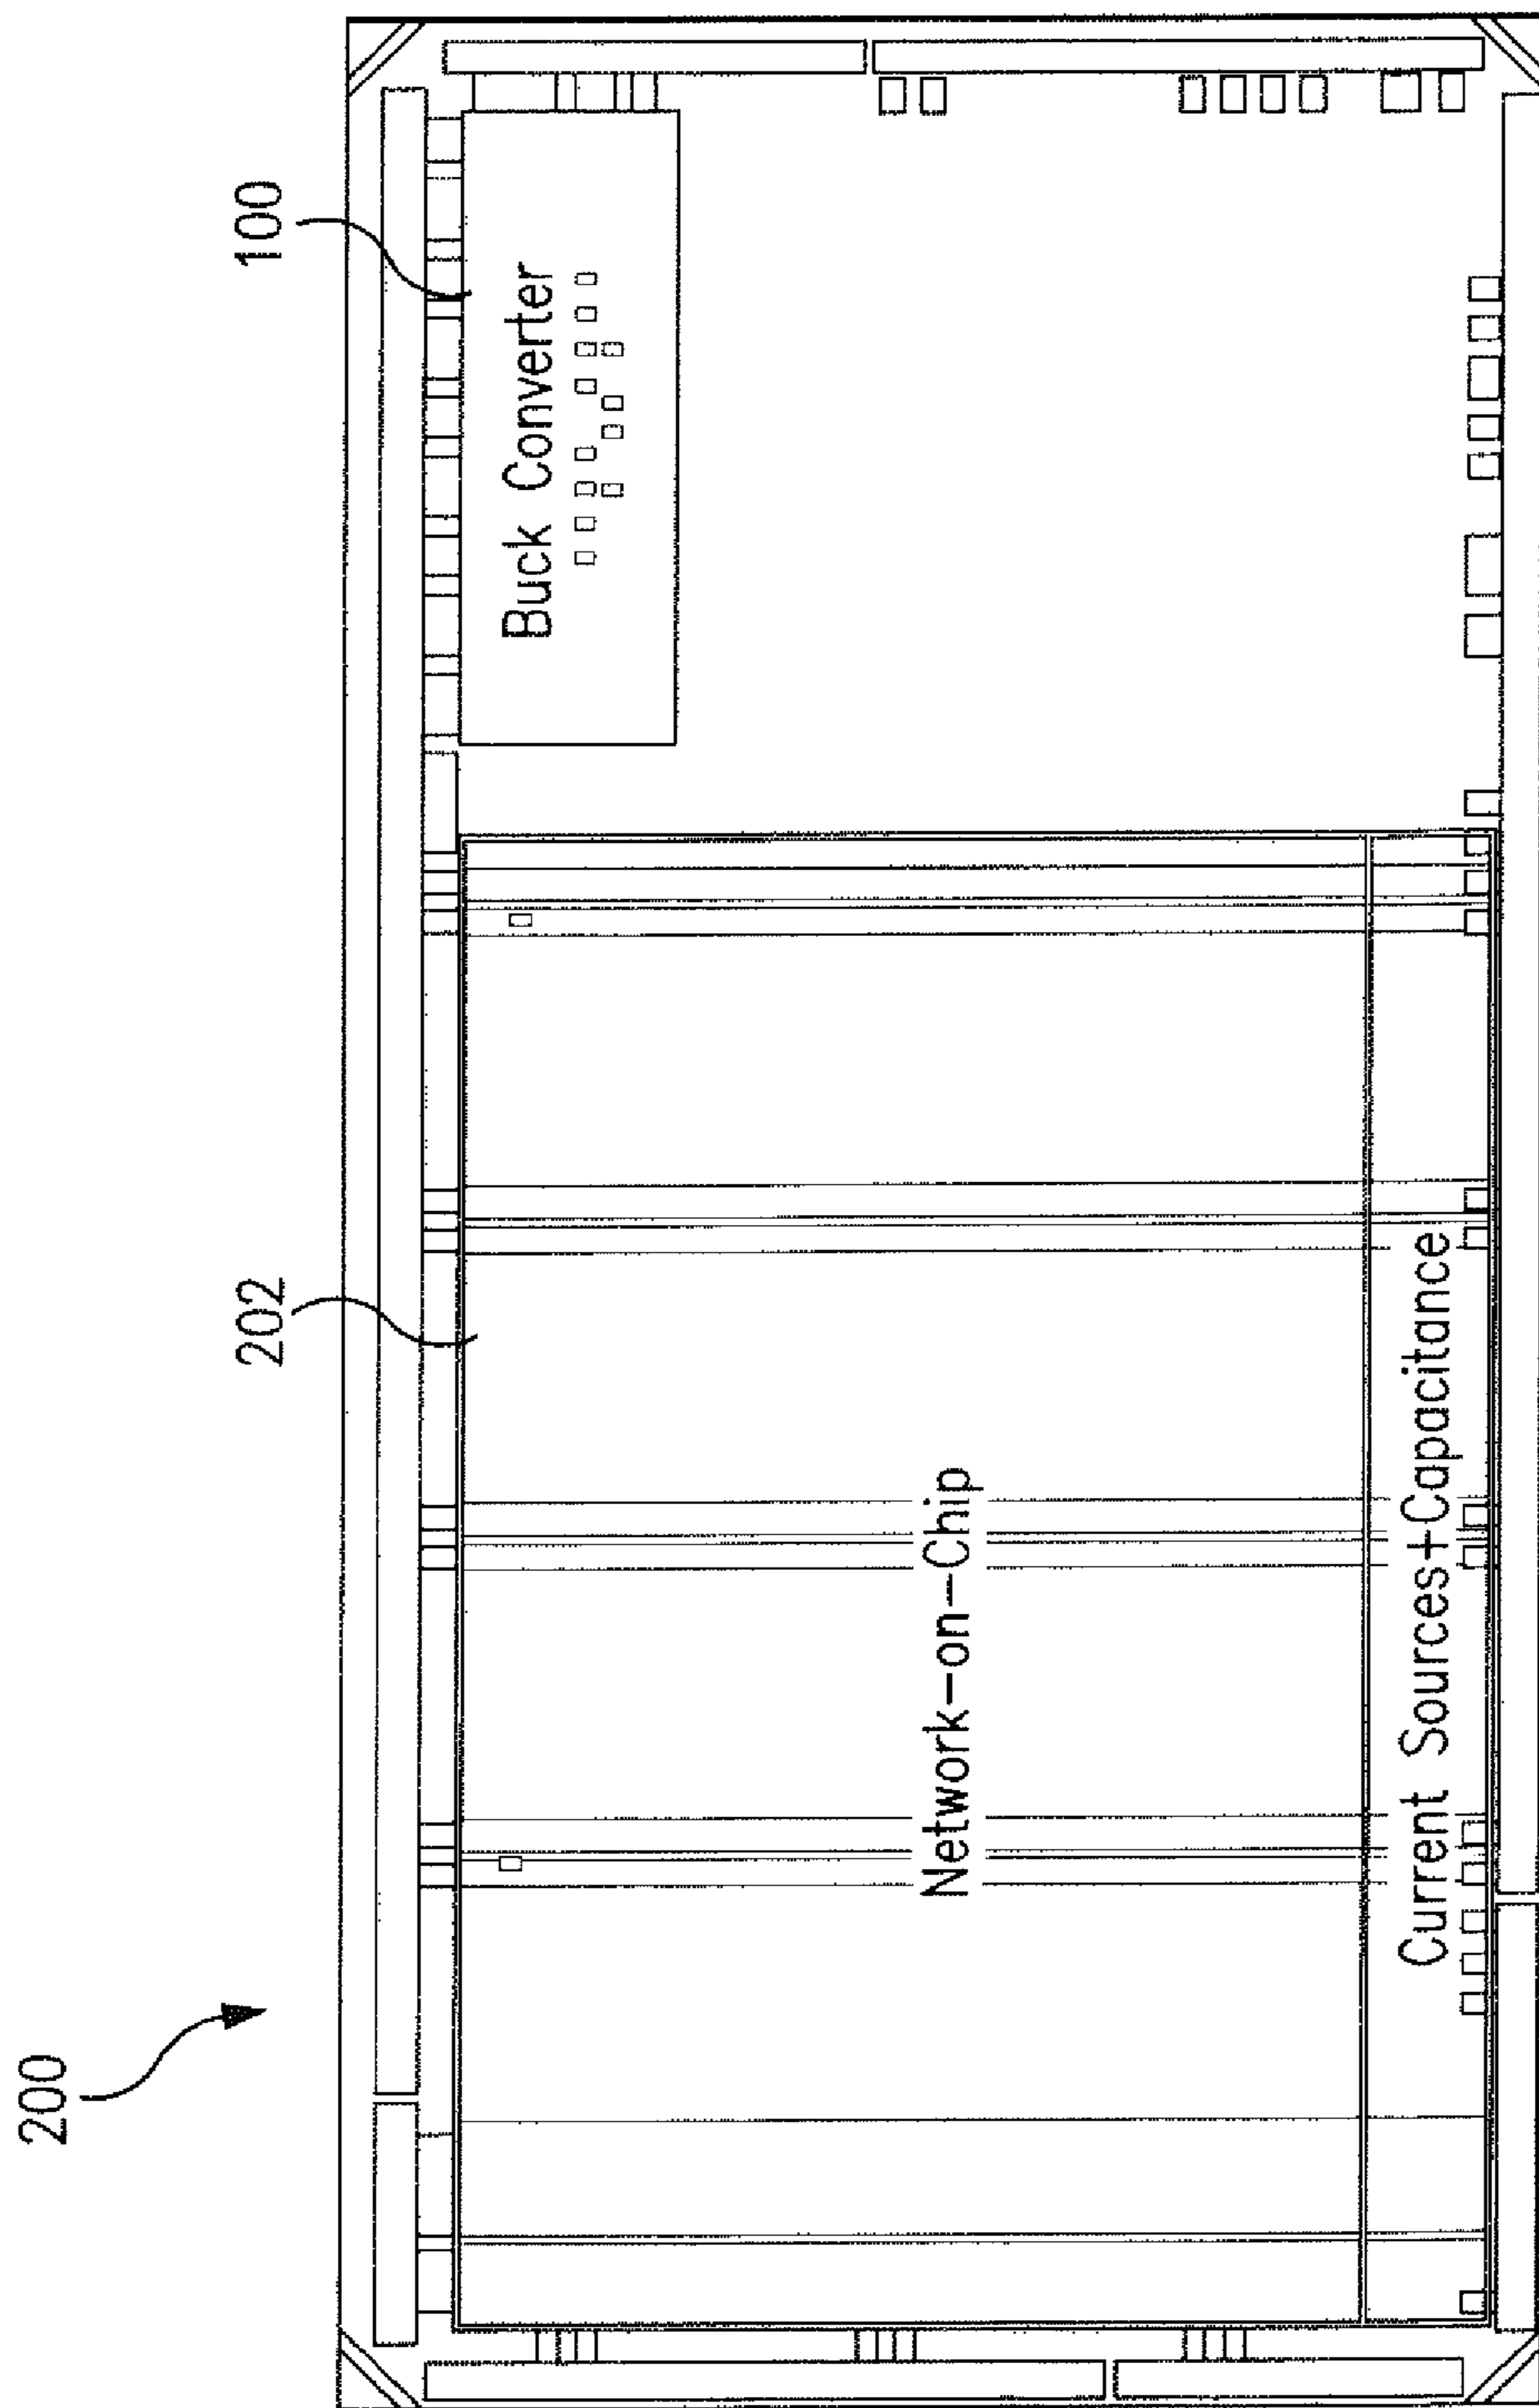 200
202
100
Buck Converter
Network-on-Chip
Current Sources+Capacitance